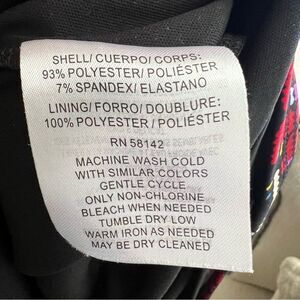 SHELL/ CUERPO/ CORPS:
93% POLYESTER/ POLIÉSTER
7% SPANDEX/ ELASTANO
LINING/ FORRO/ DOUBLURE:
100% POLYESTER/ POLIÉSTER
RN 58142
MACHINE WASH COLD
WITH SIMILAR COLORS
GENTLE CYCLE
ONLY NON-CHLORINE
BLEACH WHEN NEEDED
TUMBLE DRY LOW
WARM IRON AS NEEDED
MAY BE DRY CLEANED